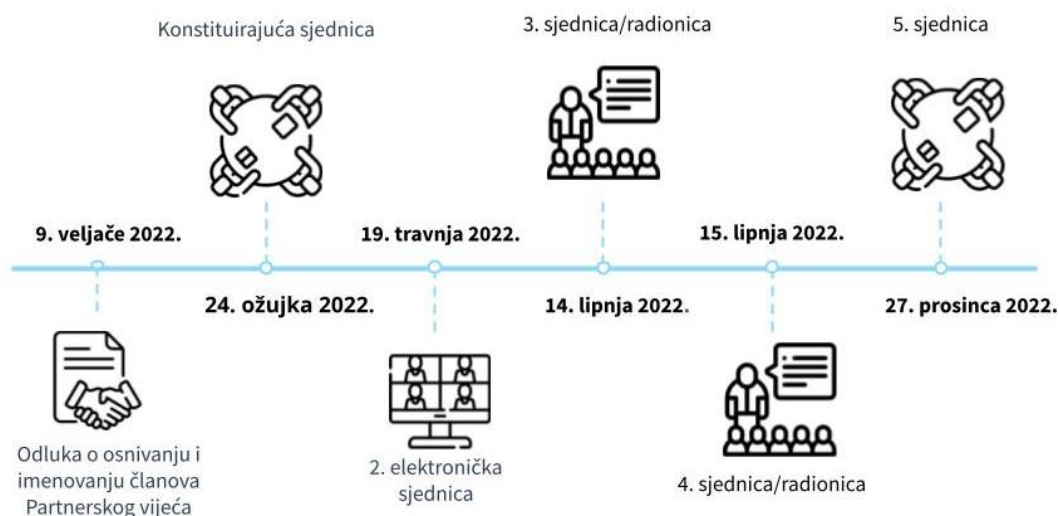 Konstituirajuća sjednica
3. sjednica/radionica
5. sjednica
9. veljače 2022.
19. travnja 2022.
15. lipnja 2022.
24. ožujka 2022.
14. lipnja 2022.
27. prosinca 2022.
Odluka o osnivanju i
imenovanju članova
Partnerskog vijeća
2. elektronička
sjednica
4. sjednica/radionica